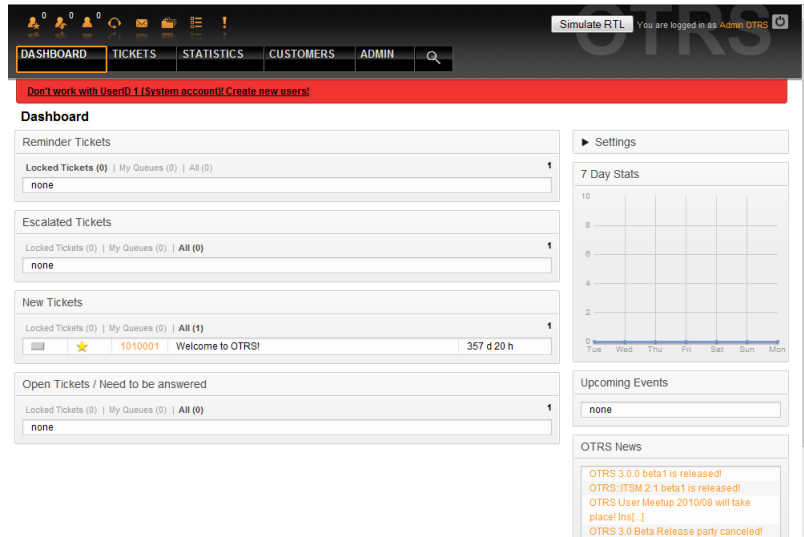 0 0 0
Simulate RTL You are logged in as Admin OTRS
OTRS
DASHBOARD TICKETS STATISTICS CUSTOMERS ADMIN
Don't work with UserID 1 (System account)! Create new users!
Dashboard
Reminder Tickets
Locked Tickets (0) | My Queues (0) | All (0) 1
none
Escalated Tickets
Locked Tickets (0) | My Queues (0) | All (0) 1
none
New Tickets
Locked Tickets (0) | My Queues (0) | All (1) 1
1010001 Welcome to OTRS! 357 d 20 h
Open Tickets / Need to be answered
Locked Tickets (0) | My Queues (0) | All (0) 1
none
Settings
7 Day Stats
10
8
6
4
2
0
Tue Wed Thu Fri Sat Sun Mon
Upcoming Events
none
OTRS News
OTRS 3.0.0 beta1 is released!
OTRS::ITSM 2.1 beta1 is released!
OTRS User Meetup 2010/08 will take
place! Ins[...]
OTRS 3.0 Beta Release party canceled!